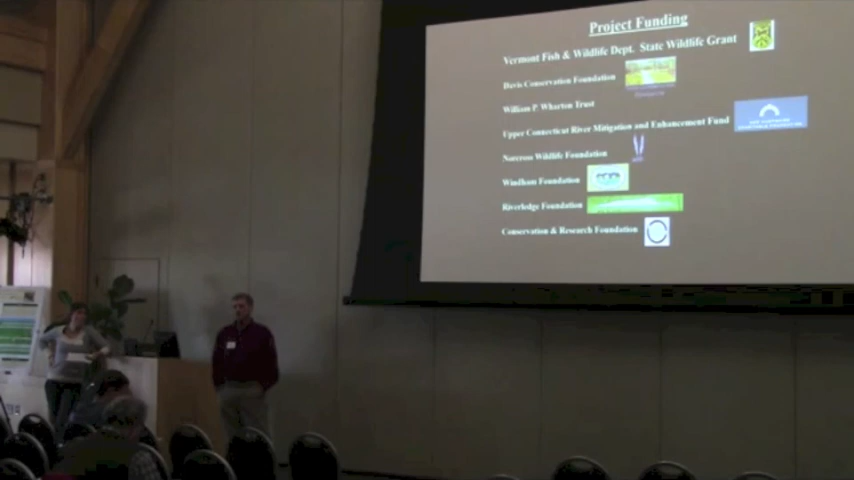 Project Funding
Vermont Fish & Wildlife Dept. State Wildlife Grant
Davis Conservation Foundation
William P. Wharton Trust
Upper Connecticut River Mitigation and Enhancement Fund
Norcross Wildlife Foundation
Windham Foundation
Riverledge Foundation
Conservation & Research Foundation